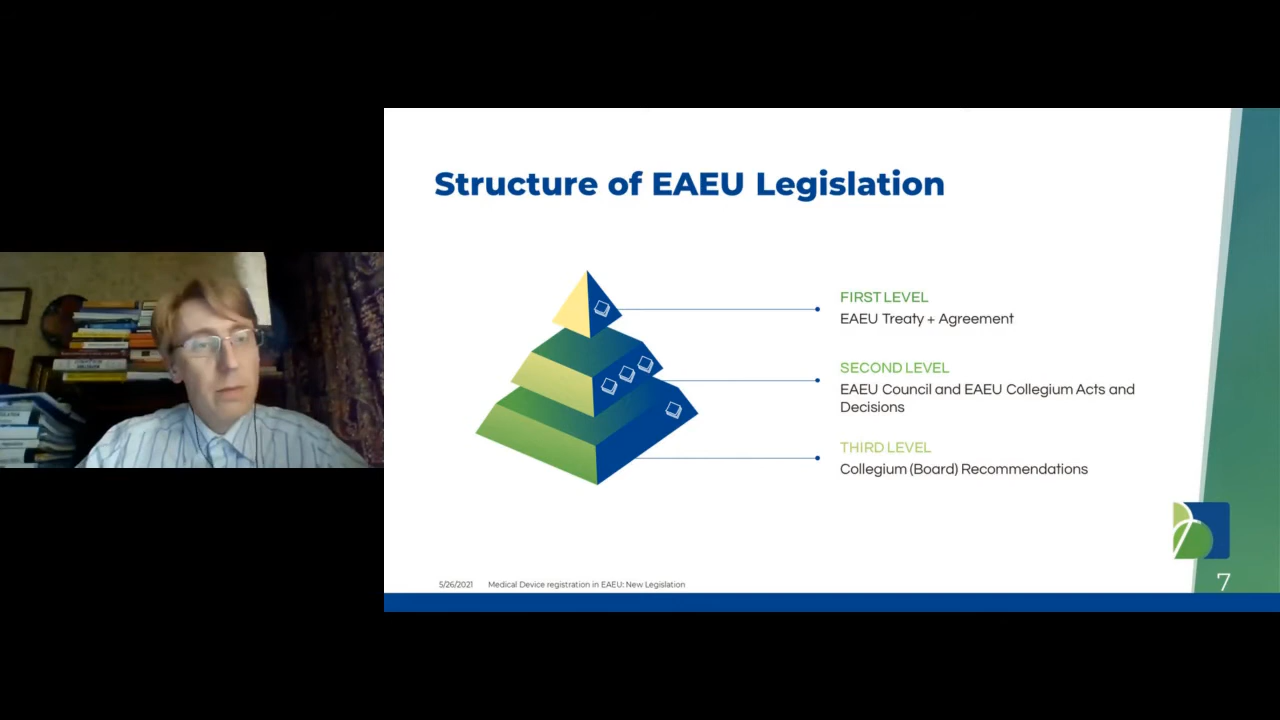 Structure of EAEU Legislation
FIRST LEVEL
EAEU Treaty + Agreement
SECOND LEVEL
EAEU Council and EAEU Collegium Acts and
Decisions
THIRD LEVEL
Collegium (Board) Recommendations
5/26/2021 Medical Device registration in EAEU: New Legislation
7